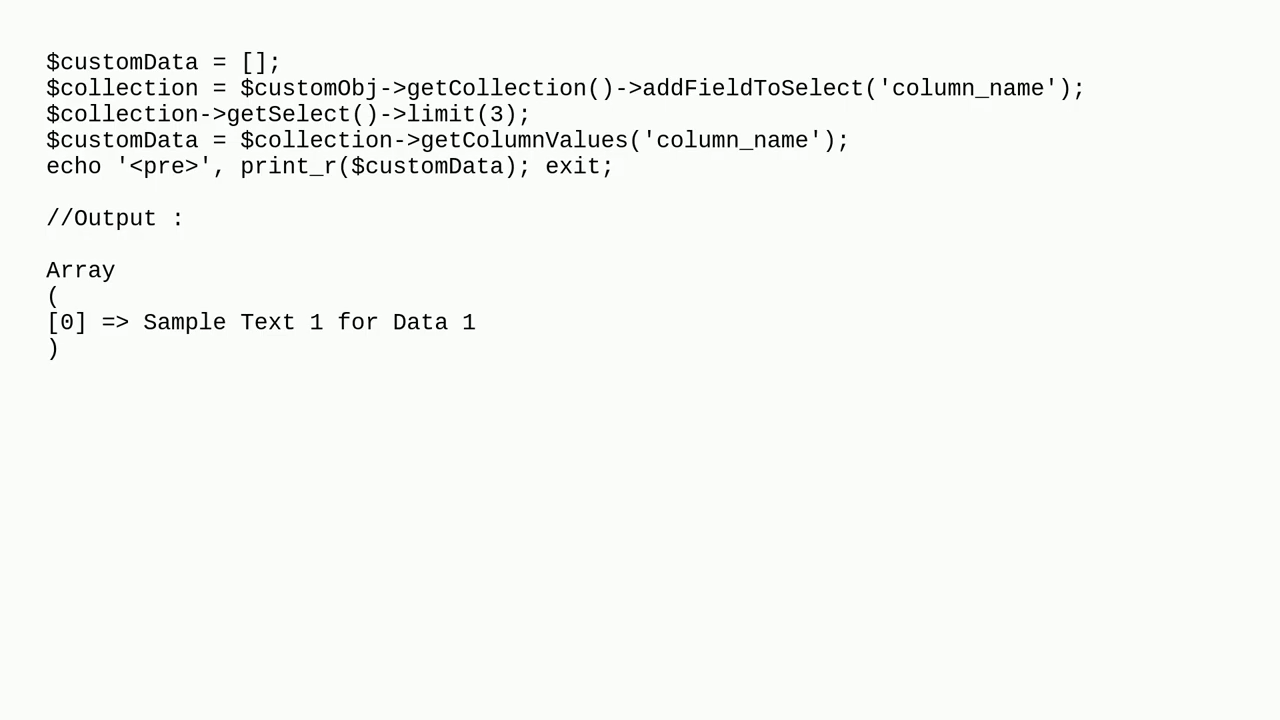 $customData = [];
$collection = $customObj->getCollection()->addFieldToSelect('column_name');
$collection->getSelect()->limit(3);
$customData = $collection->getColumnValues('column_name');
echo '<pre>', print_r($customData); exit;
//Output :
Array
(
[0] => Sample Text 1 for Data 1
)